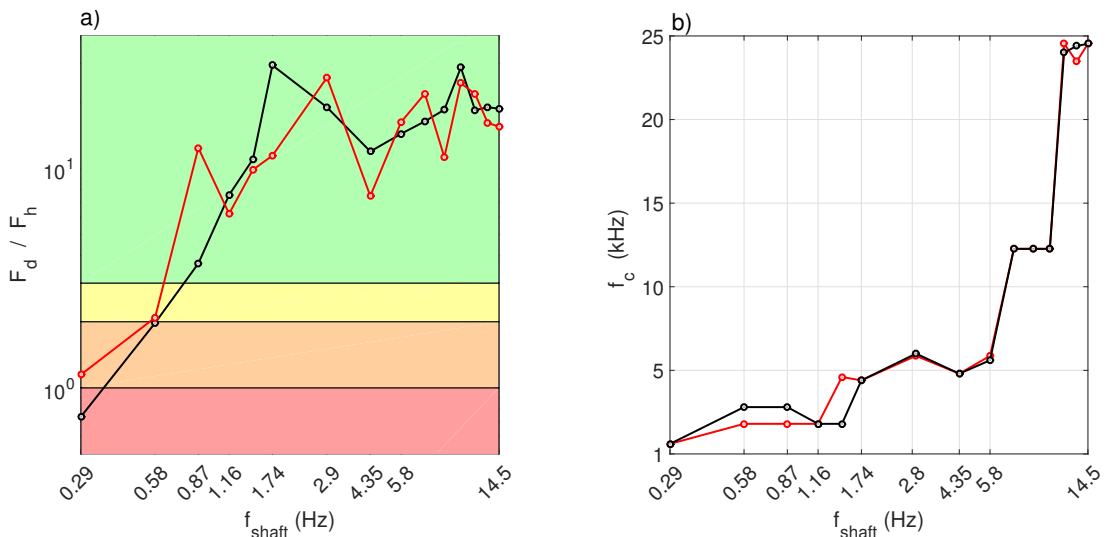 a)
F_d / F_h
10^1
10^0
0.29 0.58 0.87 1.16 1.74 2.9 4.35 5.8 14.5
f_shaft (Hz)
b)
f_c (kHz)
25
20
15
10
5
1
0.29 0.58 0.87 1.16 1.74 2.8 4.35 5.8 14.5
f_shaft (Hz)